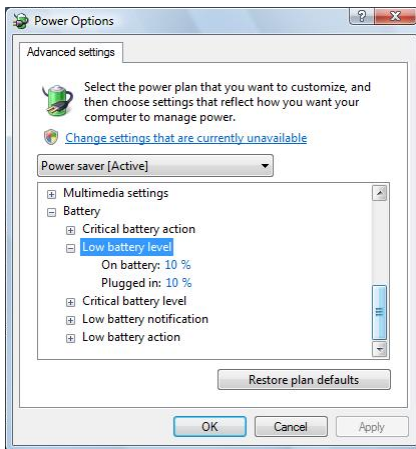 Power Options
Advanced settings
Select the power plan that you want to customize, and
then choose settings that reflect how you want your
computer to manage power.
Change settings that are currently unavailable
Power saver [Active]
Multimedia settings
Battery
Critical battery action
Low battery level
On battery: 10 %
Plugged in: 10 %
Critical battery level
Low battery notification
Low battery action
Restore plan defaults
OK Cancel Apply